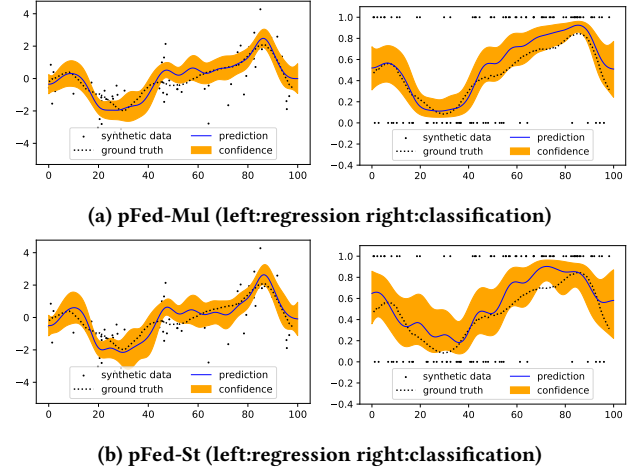 4
2
0
−2
−4
synthetic data
ground truth
prediction
confidence
0 20 40 60 80 100
1.0
0.8
0.6
0.4
0.2
0.0
−0.2
−0.4
synthetic data
ground truth
prediction
confidence
0 20 40 60 80 100
(a) pFed-Mul (left:regression right:classification)
4
2
0
−2
−4
synthetic data
ground truth
prediction
confidence
0 20 40 60 80 100
1.0
0.8
0.6
0.4
0.2
0.0
−0.2
0.4
synthetic data
ground truth
prediction
confidence
0 20 40 60 80 100
(b) pFed-St (left:regression right:classification)